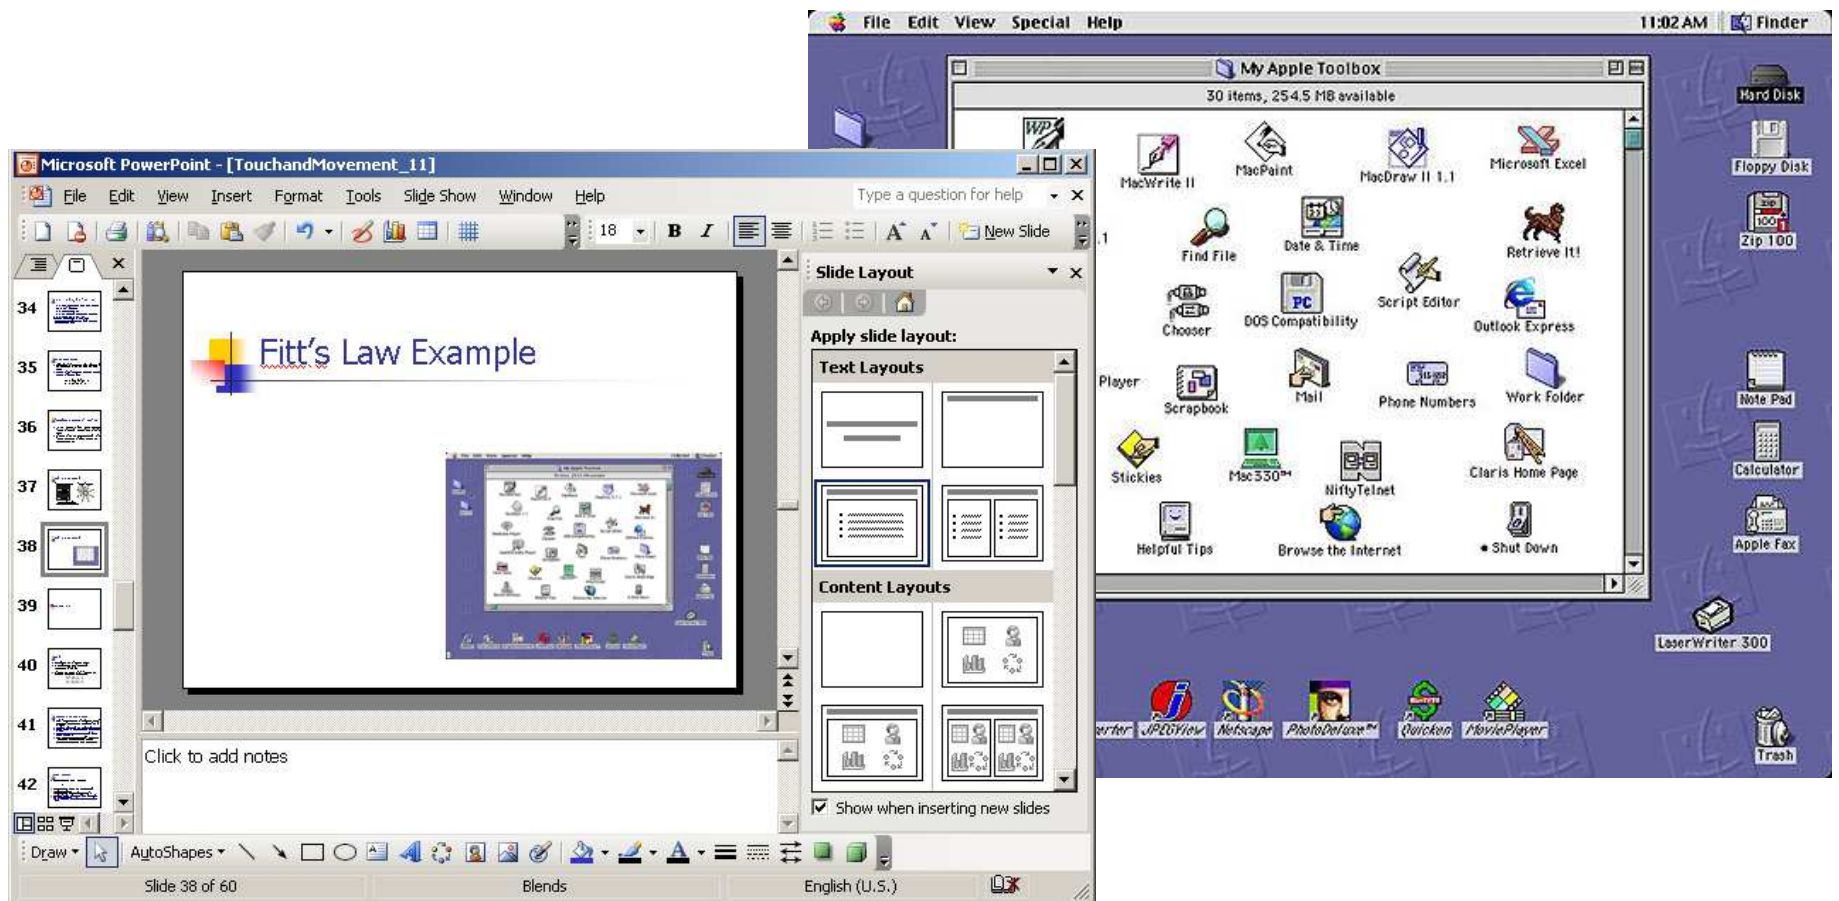 File Edit View Special Help 11:02 AM Finder
My Apple Toolbox
30 items, 254.5 MB available
Hard Disk
WP
MacWrite II
MacPaint
MacDraw II 1.1
Microsoft Excel
Floppy Disk
.1
Find File
Date & Time
Retrieve It!
Zip 100
Chooser
PC
DOS Compatibility
Script Editor
Outlook Express
Player
Scrapbook
Mail
Phone Numbers
Work Folder
Note Pad
Stickies
Mac330™
NiftyTelnet
Claris Home Page
Calculator
Helpful Tips
Browse the Internet
• Shut Down
Apple Fax
LaserWriter 300
erter
JPEGView
Netscape
PhotoDeluxe™
Quicken
MoviePlayer
Trash
Microsoft PowerPoint - [TouchandMovement_11]
File Edit View Insert Format Tools Slide Show Window Help Type a question for help
18 B I A A New Slide
34
35
36
37
38
39
40
41
42
Fitt's Law Example
Click to add notes
Slide Layout
Apply slide layout:
Text Layouts
Content Layouts
Show when inserting new slides
Draw AutoShapes A
Slide 38 of 60 Blends English (U.S.)